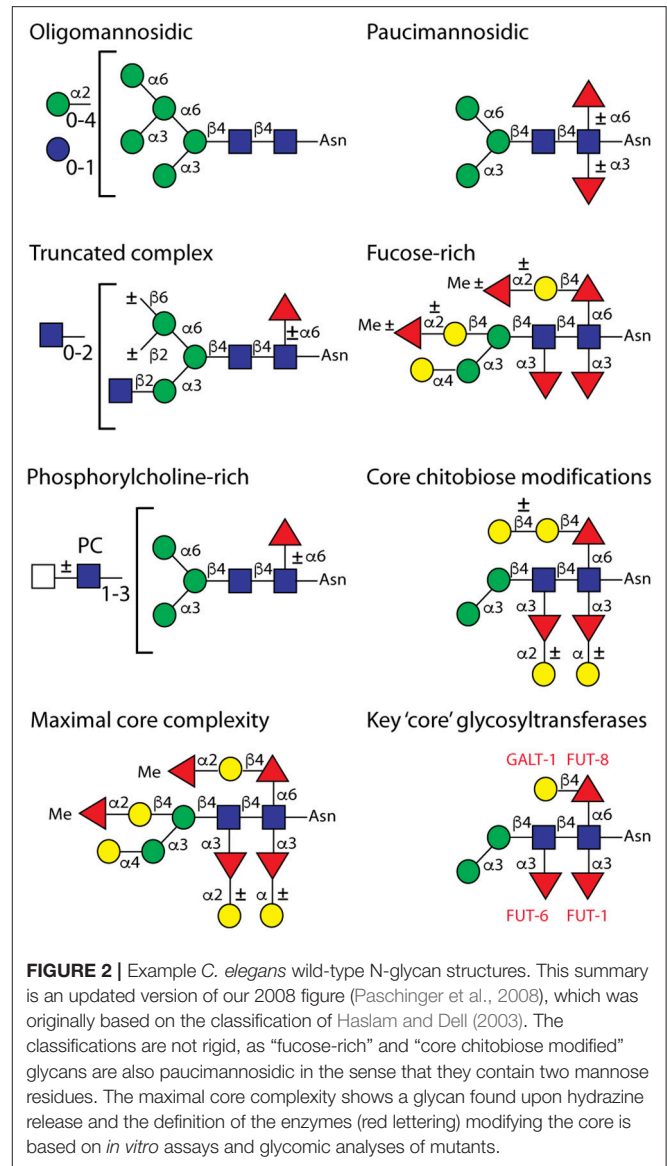 Oligomannosidic
α2
0-4
0-1
α6
α6
α3
α3
β4
β4
Asn
Paucimannosidic
α6
α3
β4
β4
± α6
± α3
Asn
Truncated complex
0-2
± β6
± β2
β2
α6
α3
β4
β4
±α6
Asn
Fucose-rich
Me ±
±
α2
β4
α6
Me ±
±
α2
β4
β4
β4
Asn
α4
α3
α3
α3
Phosphorylcholine-rich
PC
±
1-3
α6
α3
β4
β4
± α6
Asn
Core chitobiose modifications
±
β4
β4
α6
β4
β4
Asn
α3
α3
α3
α2
±
α
±
Maximal core complexity
Me
α2
β4
α6
Me
α2
β4
β4
β4
Asn
α4
α3
α3
α3
α2
±
α
±
Key 'core' glycosyltransferases
GALT-1 FUT-8
β4
α6
β4
β4
Asn
α3
α3
α3
FUT-6 FUT-1
FIGURE 2 | Example C. elegans wild-type N-glycan structures. This summary
is an updated version of our 2008 figure (Paschinger et al., 2008), which was
originally based on the classification of Haslam and Dell (2003). The
classifications are not rigid, as “fucose-rich” and “core chitobiose modified”
glycans are also paucimannosidic in the sense that they contain two mannose
residues. The maximal core complexity shows a glycan found upon hydrazine
release and the definition of the enzymes (red lettering) modifying the core is
based on in vitro assays and glycomic analyses of mutants.